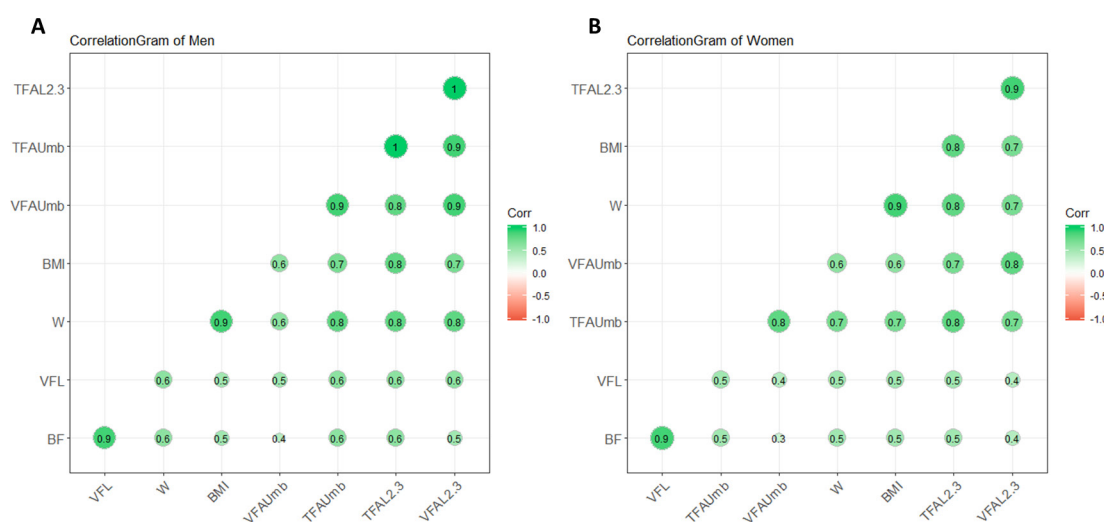 A
CorrelationGram of Men
TFAL2.3
1
TFAUmb
1 0.9
VFAUmb
0.9 0.8 0.9
BMI
0.6 0.7 0.8 0.7
W
0.9 0.6 0.8 0.8 0.8
VFL
0.6 0.5 0.5 0.6 0.6 0.6
BF
0.9 0.6 0.5 0.4 0.6 0.6 0.5
VFL W BMI VFAUmb TFAUmb TFAL2.3 VFAL2.3
Corr
1.0
0.5
0.0
-0.5
-1.0
B
CorrelationGram of Women
TFAL2.3
0.9
BMI
0.8 0.7
W
0.9 0.8 0.7
VFAUmb
0.6 0.6 0.7 0.8
TFAUmb
0.8 0.7 0.7 0.8 0.7
VFL
0.5 0.4 0.5 0.5 0.5 0.4
BF
0.9 0.5 0.3 0.5 0.5 0.5 0.4
VFL TFAUmb VFAUmb W BMI TFAL2.3 VFAL2.3
Corr
1.0
0.5
0.0
-0.5
-1.0